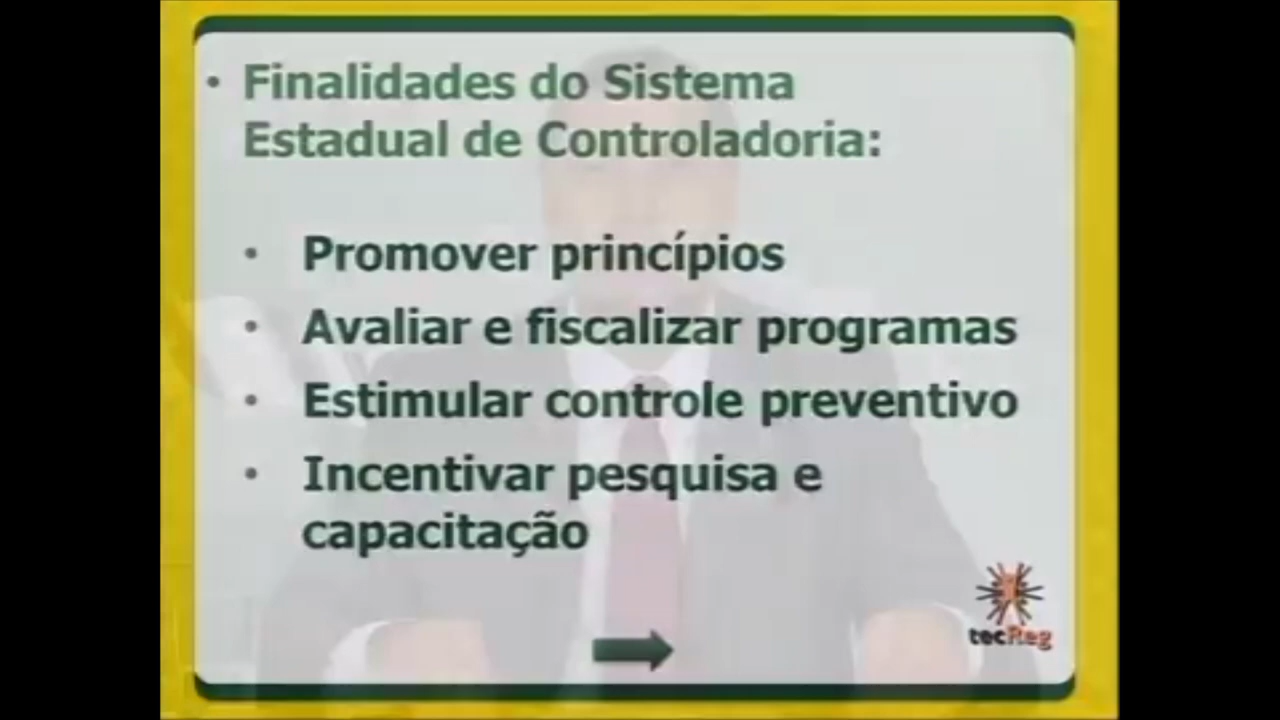 • Finalidades do Sistema
Estadual de Controladoria:
• Promover princípios
• Avaliar e fiscalizar programas
• Estimular controle preventivo
• Incentivar pesquisa e
capacitação
tecReg